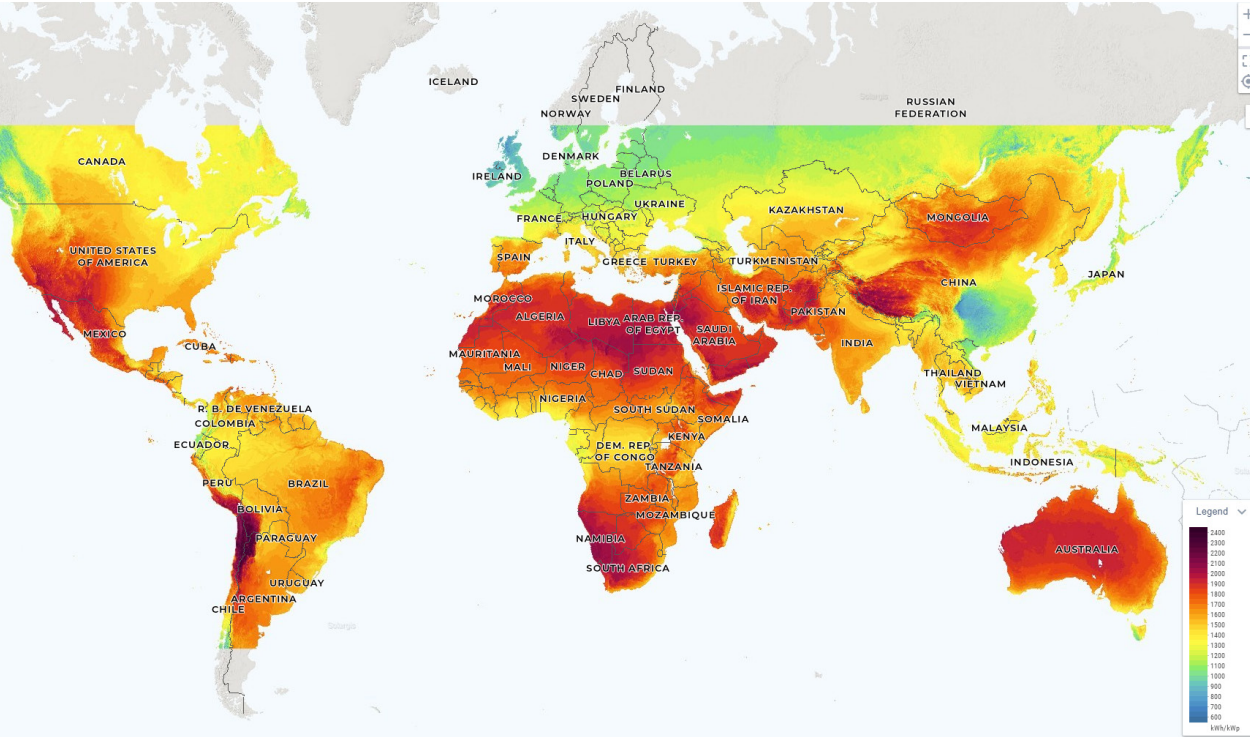 ICELAND
FINLAND
SWEDEN
NORWAY
RUSSIAN
FEDERATION
CANADA
DENMARK
IRELAND
BELARUS
POLAND
UKRAINE
FRANCE
HUNGARY
KAZAKHSTAN
MONGOLIA
UNITED STATES
OF AMERICA
ITALY
SPAIN
GREECE
TURKEY
TURKMENISTAN
JAPAN
CHINA
ISLAMIC REP.
OF IRAN
MOROCCO
PAKISTAN
ALGERIA
LIBYA
ARAB REP.
OF EGYPT
SAUDI
ARABIA
MEXICO
CUBA
INDIA
MAURITANIA
MALI
NIGER
CHAD
SUDAN
THAILAND
VIETNAM
NIGERIA
R. B. DE VENEZUELA
SOUTH SUDAN
COLOMBIA
SOMALIA
MALAYSIA
ECUADOR
KENYA
DEM. REP.
OF CONGO
TANZANIA
INDONESIA
PERU
BRAZIL
ZAMBIA
BOLIVIA
MOZAMBIQUE
PARAGUAY
NAMIBIA
AUSTRALIA
SOUTH AFRICA
URUGUAY
ARGENTINA
CHILE
Legend
2400
2300
2200
2100
2000
1900
1800
1700
1600
1500
1400
1300
1200
1100
1000
900
800
700
600
kWh/kWp